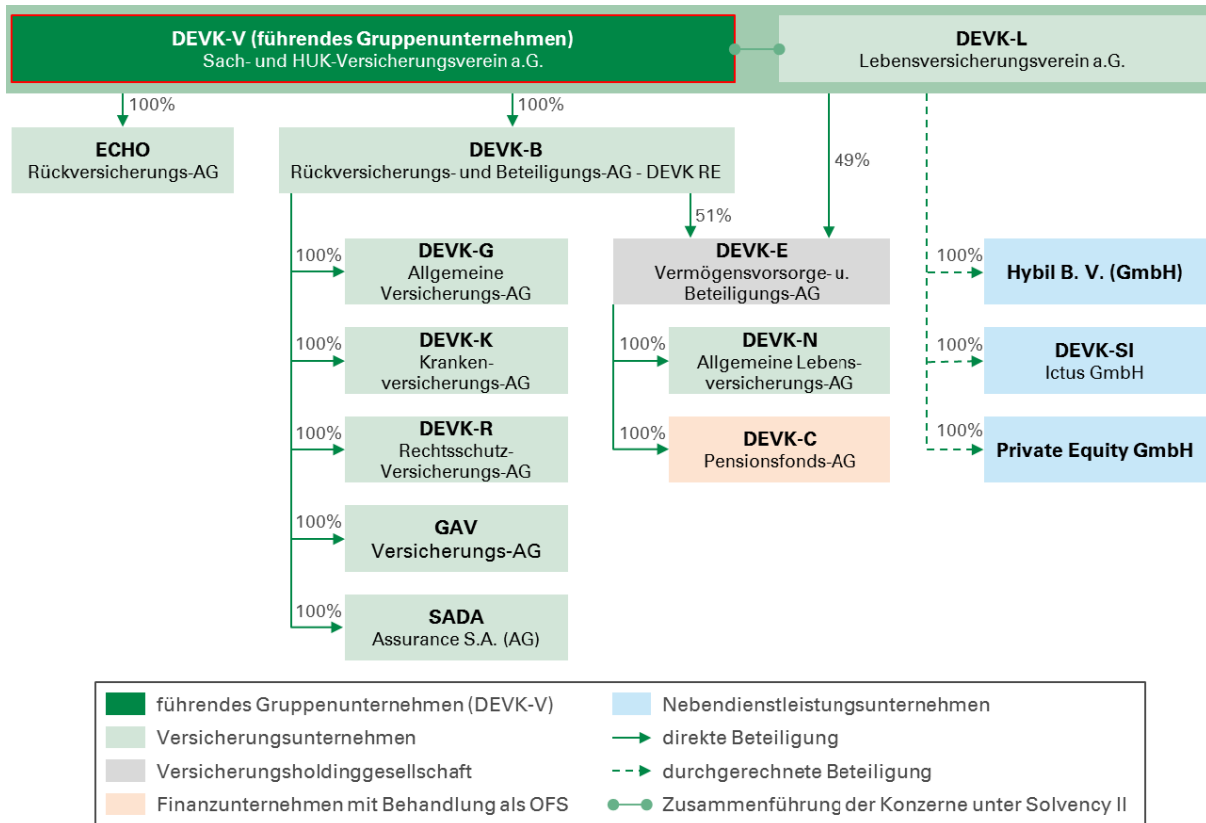 DEVK-V (führendes Gruppenunternehmen)
Sach- und HUK-Versicherungsverein a.G.
DEVK-L
Lebensversicherungsverein a.G.
100%
100%
49%
ECHO
Rückversicherungs-AG
DEVK-B
Rückversicherungs- und Beteiligungs-AG - DEVK RE
51%
100%
DEVK-G
Allgemeine
Versicherungs-AG
DEVK-E
Vermögensvorsorge- u.
Beteiligungs-AG
100%
Hybil B. V. (GmbH)
100%
DEVK-K
Kranken-
versicherungs-AG
100%
DEVK-N
Allgemeine Lebens-
versicherungs-AG
100%
DEVK-SI
Ictus GmbH
100%
DEVK-R
Rechtsschutz-
Versicherungs-AG
100%
DEVK-C
Pensionsfonds-AG
100%
Private Equity GmbH
100%
GAV
Versicherungs-AG
100%
SADA
Assurance S.A. (AG)
führendes Gruppenunternehmen (DEVK-V)
Versicherungsunternehmen
Versicherungsholdinggesellschaft
Finanzunternehmen mit Behandlung als OFS
Nebendienstleistungsunternehmen
direkte Beteiligung
durchgerechnete Beteiligung
Zusammenführung der Konzerne unter Solvency II